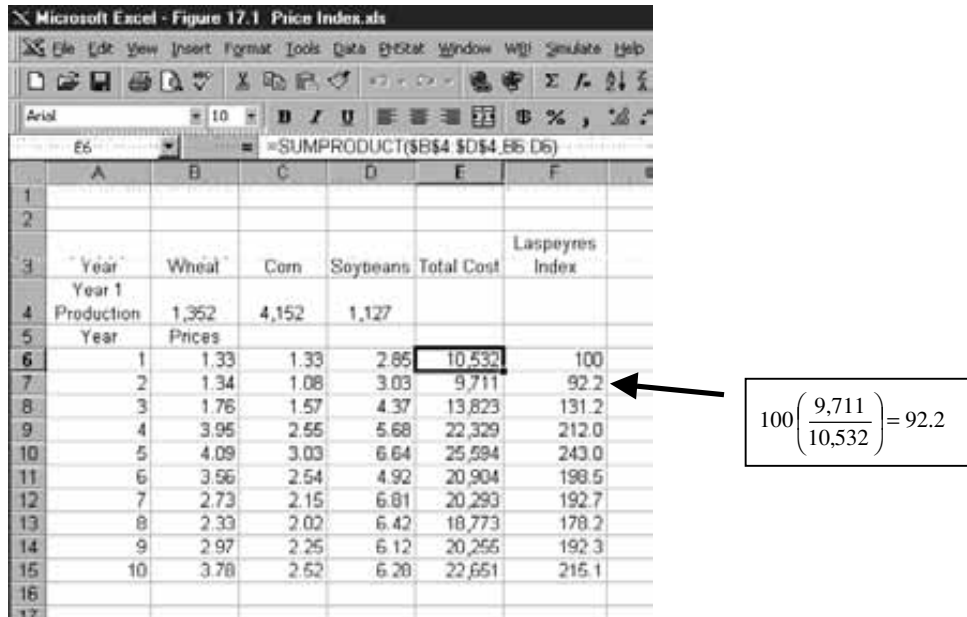 Microsoft Excel - Figure 17.1 Price Index.xls
File Edit View Insert Format Tools Data PHStat Window WB! Simulate Help
Arial 10 B I U $ % ,
E6 = =SUMPRODUCT($B$4:$D$4,B6:D6)
A B C D E F
1
2
Laspeyres
3 Year Wheat Corn Soybeans Total Cost Index
Year 1
4 Production 1,352 4,152 1,127
5 Year Prices
6 1 1.33 1.33 2.85 10,532 100
7 2 1.34 1.08 3.03 9,711 92.2
8 3 1.76 1.57 4.37 13,823 131.2
9 4 3.95 2.55 5.68 22,329 212.0
10 5 4.09 3.03 6.64 25,594 243.0
11 6 3.56 2.54 4.92 20,904 198.5
12 7 2.73 2.15 6.81 20,293 192.7
13 8 2.33 2.02 6.42 18,773 178.2
14 9 2.97 2.25 6.12 20,255 192.3
15 10 3.78 2.52 6.28 22,651 215.1
16
17
100(9,711/10,532) = 92.2